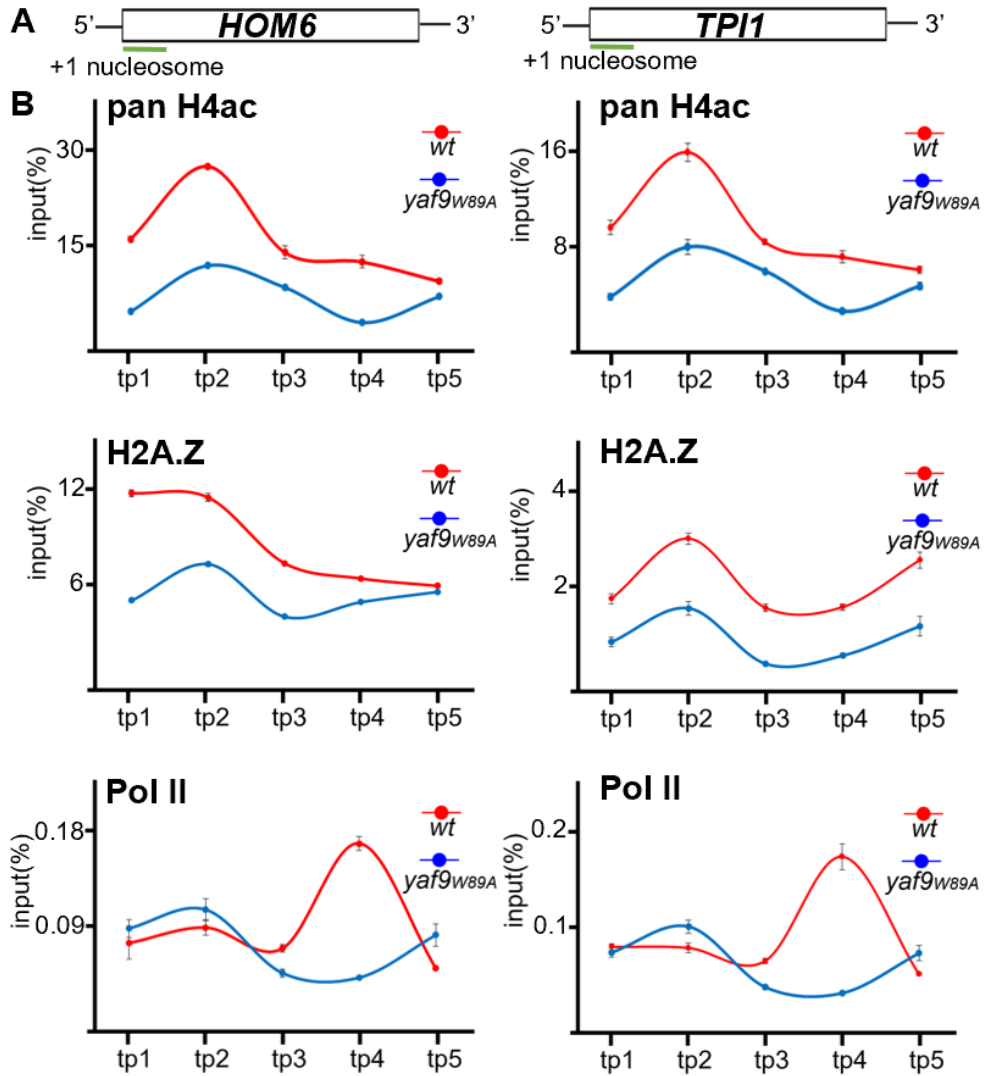 A
5’ HOM6 3’
+1 nucleosome
5’ TPI1 3’
+1 nucleosome
B
pan H4ac
30
15
input(%)
wt
yaf9W89A
tp1 tp2 tp3 tp4 tp5
pan H4ac
16
8
input(%)
wt
yaf9W89A
tp1 tp2 tp3 tp4 tp5
H2A.Z
12
6
input(%)
wt
yaf9W89A
tp1 tp2 tp3 tp4 tp5
H2A.Z
4
2
input(%)
wt
yaf9W89A
tp1 tp2 tp3 tp4 tp5
Pol II
0.18
0.09
input(%)
wt
yaf9W89A
tp1 tp2 tp3 tp4 tp5
Pol II
0.2
0.1
input(%)
wt
yaf9W89A
tp1 tp2 tp3 tp4 tp5